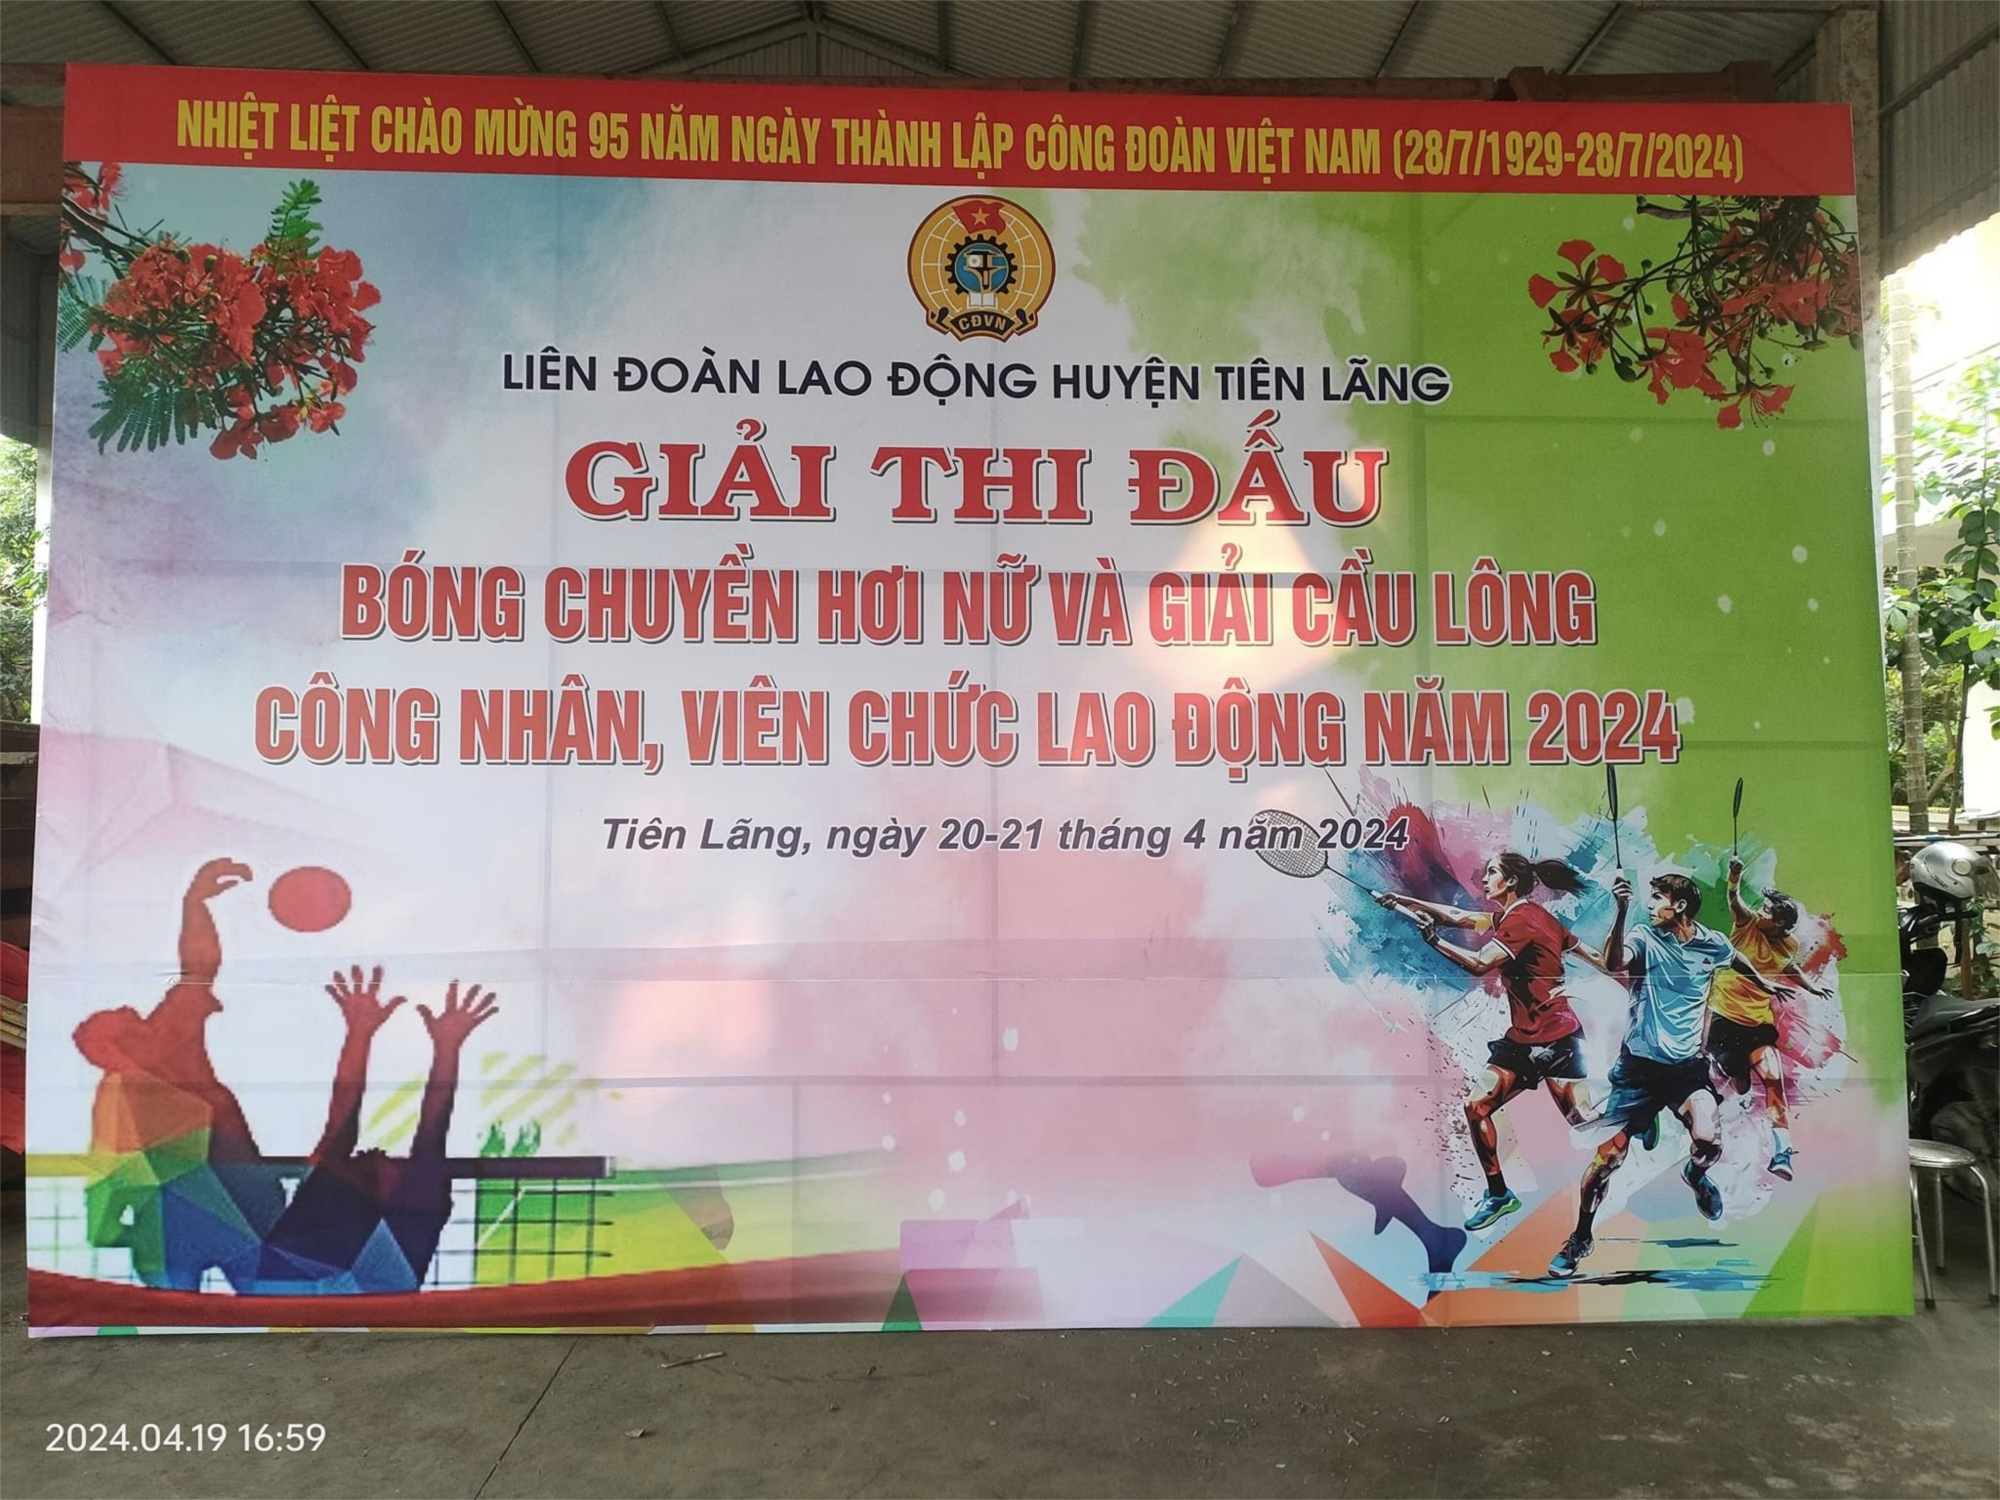 NHIỆT LIỆT CHÀO MỪNG 95 NĂM NGÀY THÀNH LẬP CÔNG ĐOÀN VIỆT NAM (28/7/1929-28/7/2024)
CĐVN
LIÊN ĐOÀN LAO ĐỘNG HUYỆN TIÊN LÃNG
GIẢI THI ĐẤU
BÓNG CHUYỀN HƠI NỮ VÀ GIẢI CẦU LÔNG
CÔNG NHÂN, VIÊN CHỨC LAO ĐỘNG NĂM 2024
Tiên Lãng, ngày 20-21 tháng 4 năm 2024
2024.04.19 16:59